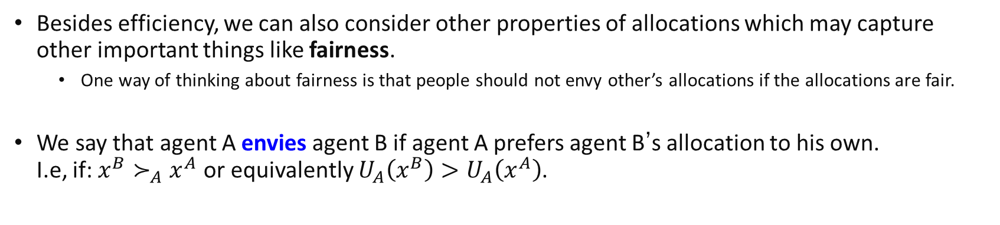 • Besides efficiency, we can also consider other properties of allocations which may capture
other important things like fairness.
• One way of thinking about fairness is that people should not envy other’s allocations if the allocations are fair.
• We say that agent A envies agent B if agent A prefers agent B’s allocation to his own.
I.e, if: x^B ≻_A x^A or equivalently U_A(x^B) > U_A(x^A).